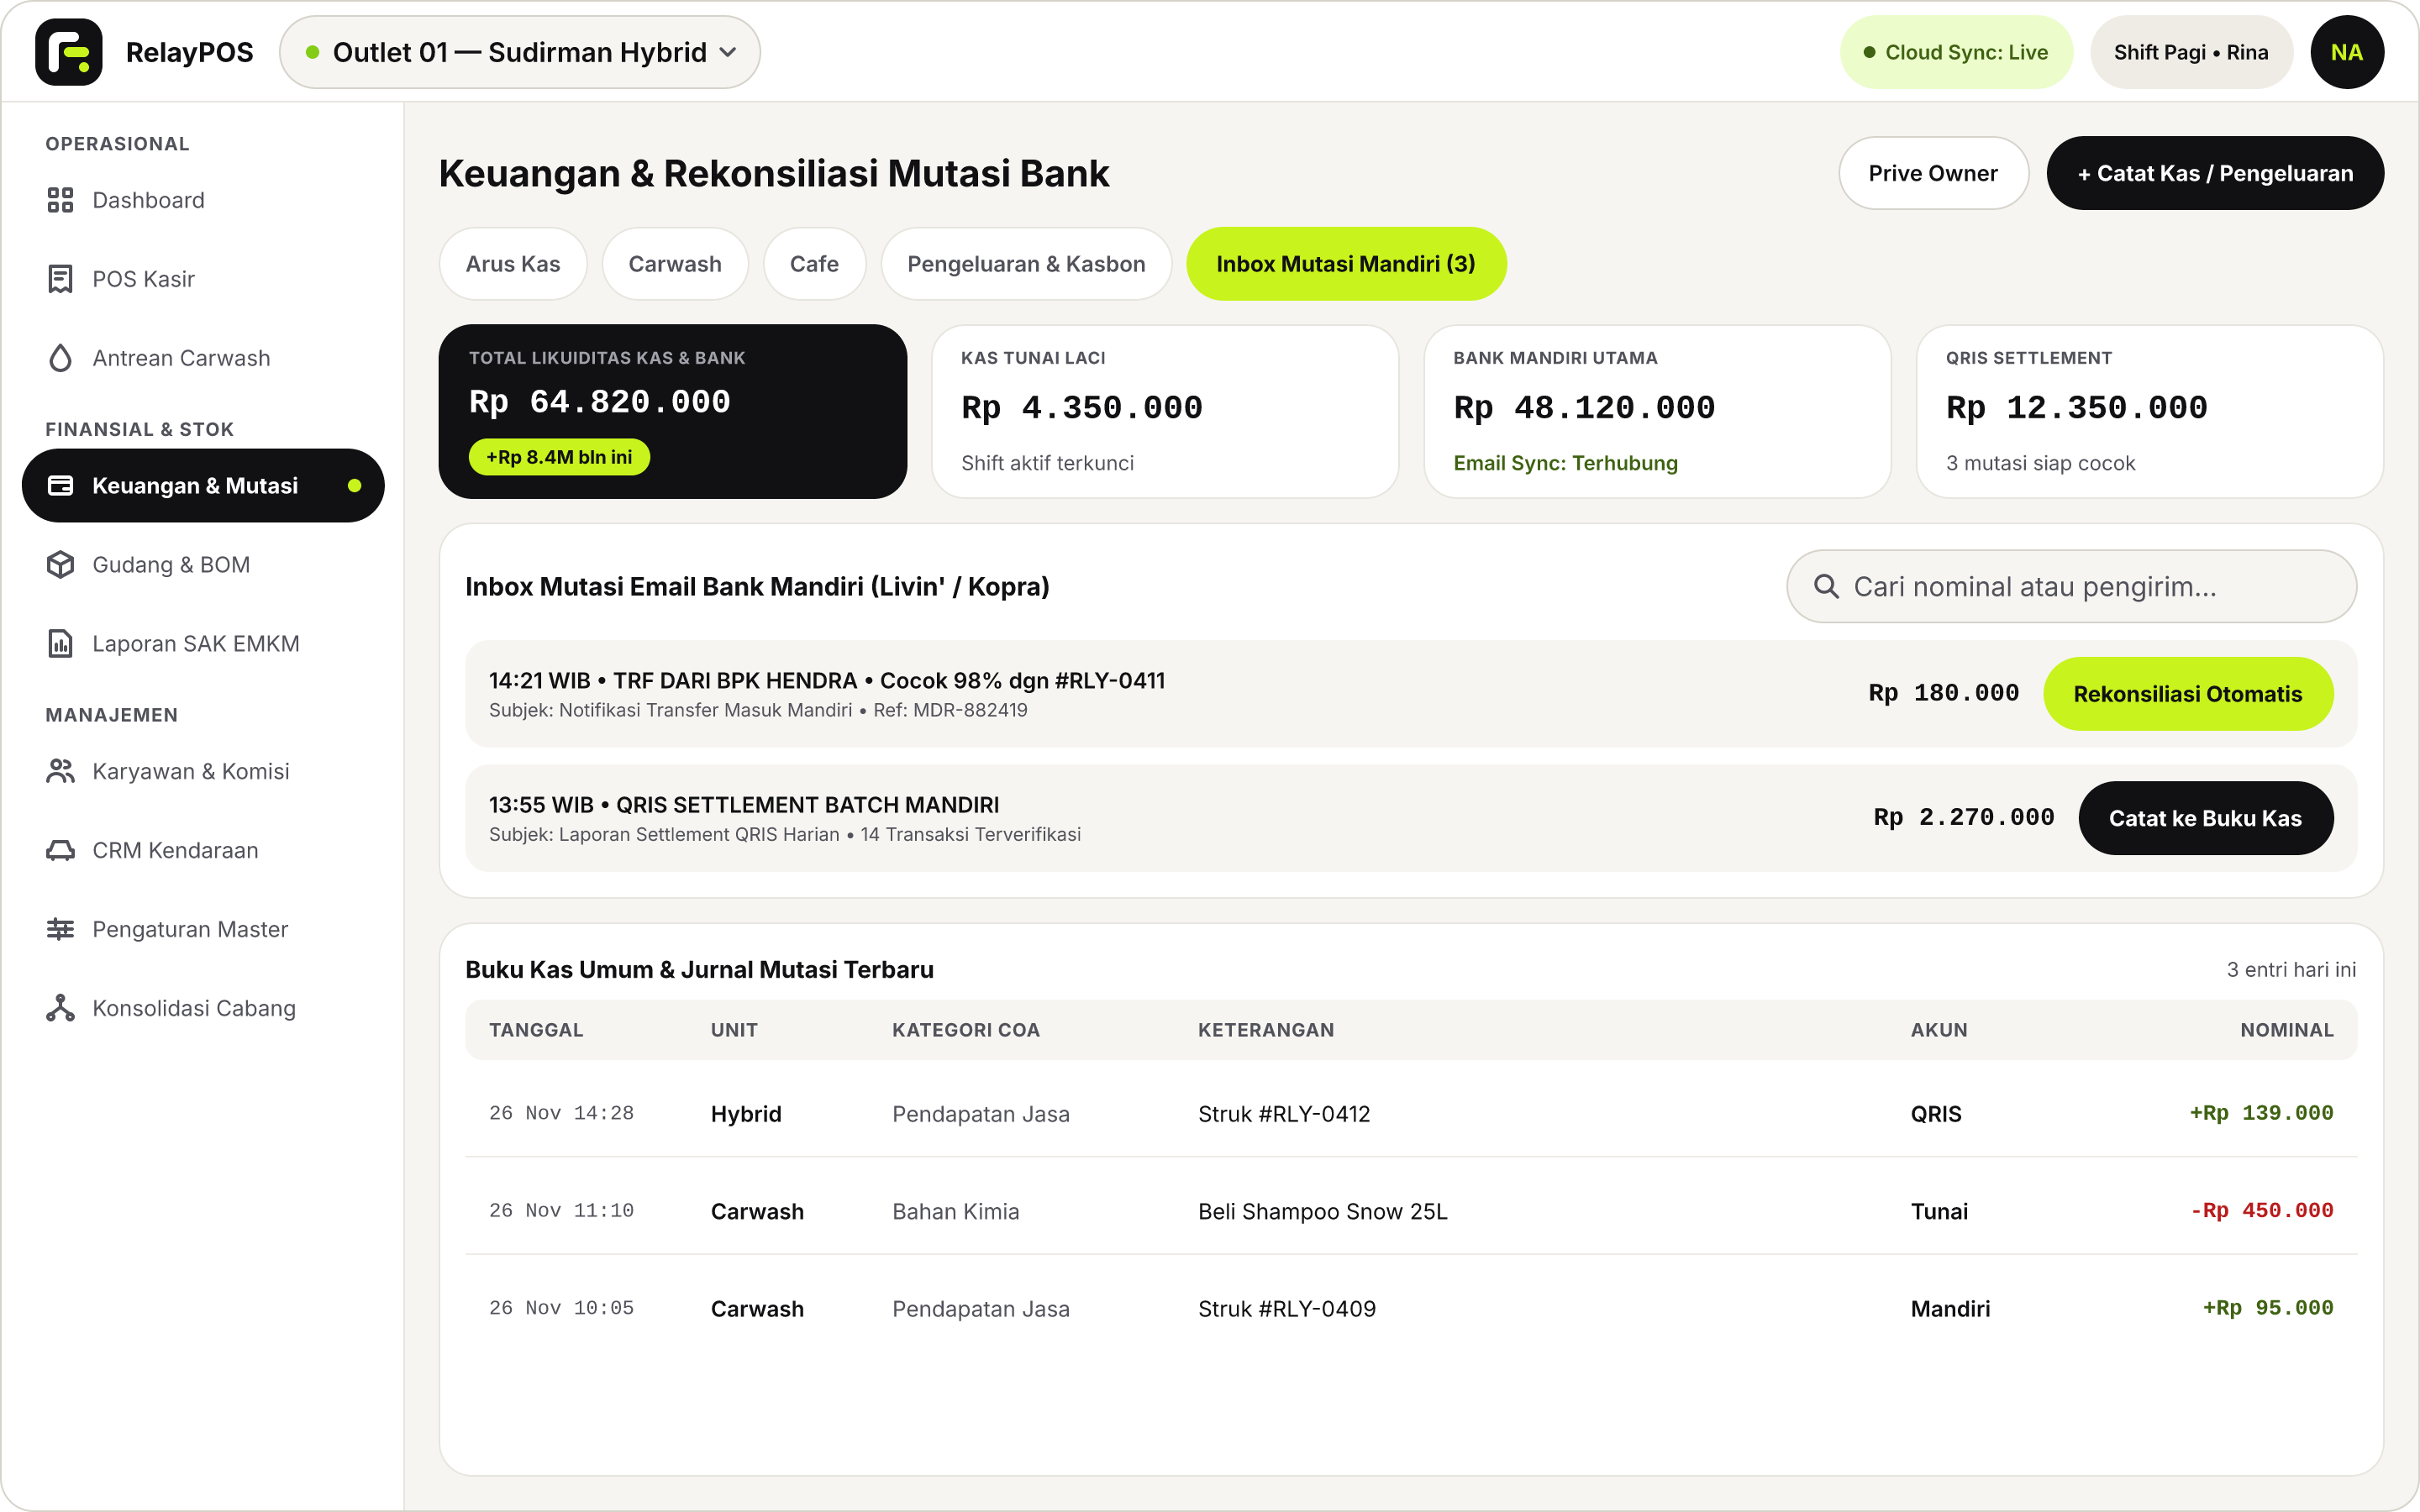 RelayPOS
Outlet 01 — Sudirman Hybrid
Cloud Sync: Live
Shift Pagi • Rina
NA
OPERASIONAL
Dashboard
POS Kasir
Antrean Carwash
FINANSIAL & STOK
Keuangan & Mutasi
Gudang & BOM
Laporan SAK EMKM
MANAJEMEN
Karyawan & Komisi
CRM Kendaraan
Pengaturan Master
Konsolidasi Cabang
Keuangan & Rekonsiliasi Mutasi Bank
Prive Owner
+ Catat Kas / Pengeluaran
Arus Kas
Carwash
Cafe
Pengeluaran & Kasbon
Inbox Mutasi Mandiri (3)
TOTAL LIKUIDITAS KAS & BANK
Rp 64.820.000
+Rp 8.4M bln ini
KAS TUNAI LACI
Rp 4.350.000
Shift aktif terkunci
BANK MANDIRI UTAMA
Rp 48.120.000
Email Sync: Terhubung
QRIS SETTLEMENT
Rp 12.350.000
3 mutasi siap cocok
Inbox Mutasi Email Bank Mandiri (Livin' / Kopra)
Cari nominal atau pengirim...
14:21 WIB • TRF DARI BPK HENDRA • Cocok 98% dgn #RLY-0411
Subjek: Notifikasi Transfer Masuk Mandiri • Ref: MDR-882419
Rp 180.000
Rekonsiliasi Otomatis
13:55 WIB • QRIS SETTLEMENT BATCH MANDIRI
Subjek: Laporan Settlement QRIS Harian • 14 Transaksi Terverifikasi
Rp 2.270.000
Catat ke Buku Kas
Buku Kas Umum & Jurnal Mutasi Terbaru
3 entri hari ini
TANGGAL UNIT KATEGORI COA KETERANGAN AKUN NOMINAL
26 Nov 14:28 Hybrid Pendapatan Jasa Struk #RLY-0412 QRIS +Rp 139.000
26 Nov 11:10 Carwash Bahan Kimia Beli Shampoo Snow 25L Tunai -Rp 450.000
26 Nov 10:05 Carwash Pendapatan Jasa Struk #RLY-0409 Mandiri +Rp 95.000